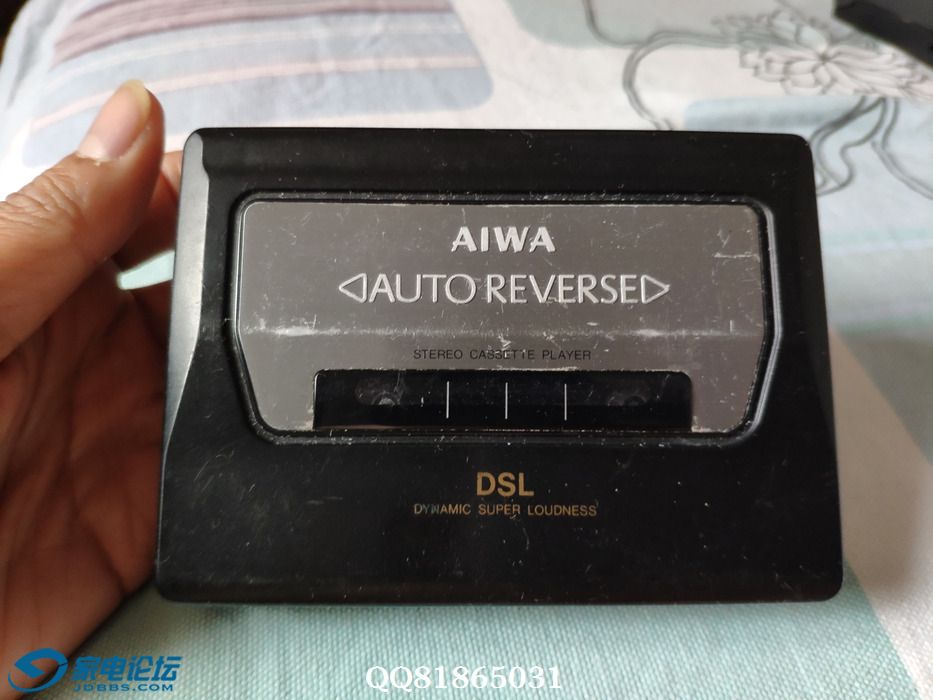 AIWA
◁AUTO REVERSE▷
STEREO CASSETTE PLAYER
DSL
DYNAMIC SUPER LOUDNESS
家电论坛
JDBBS.COM
QQ81865031